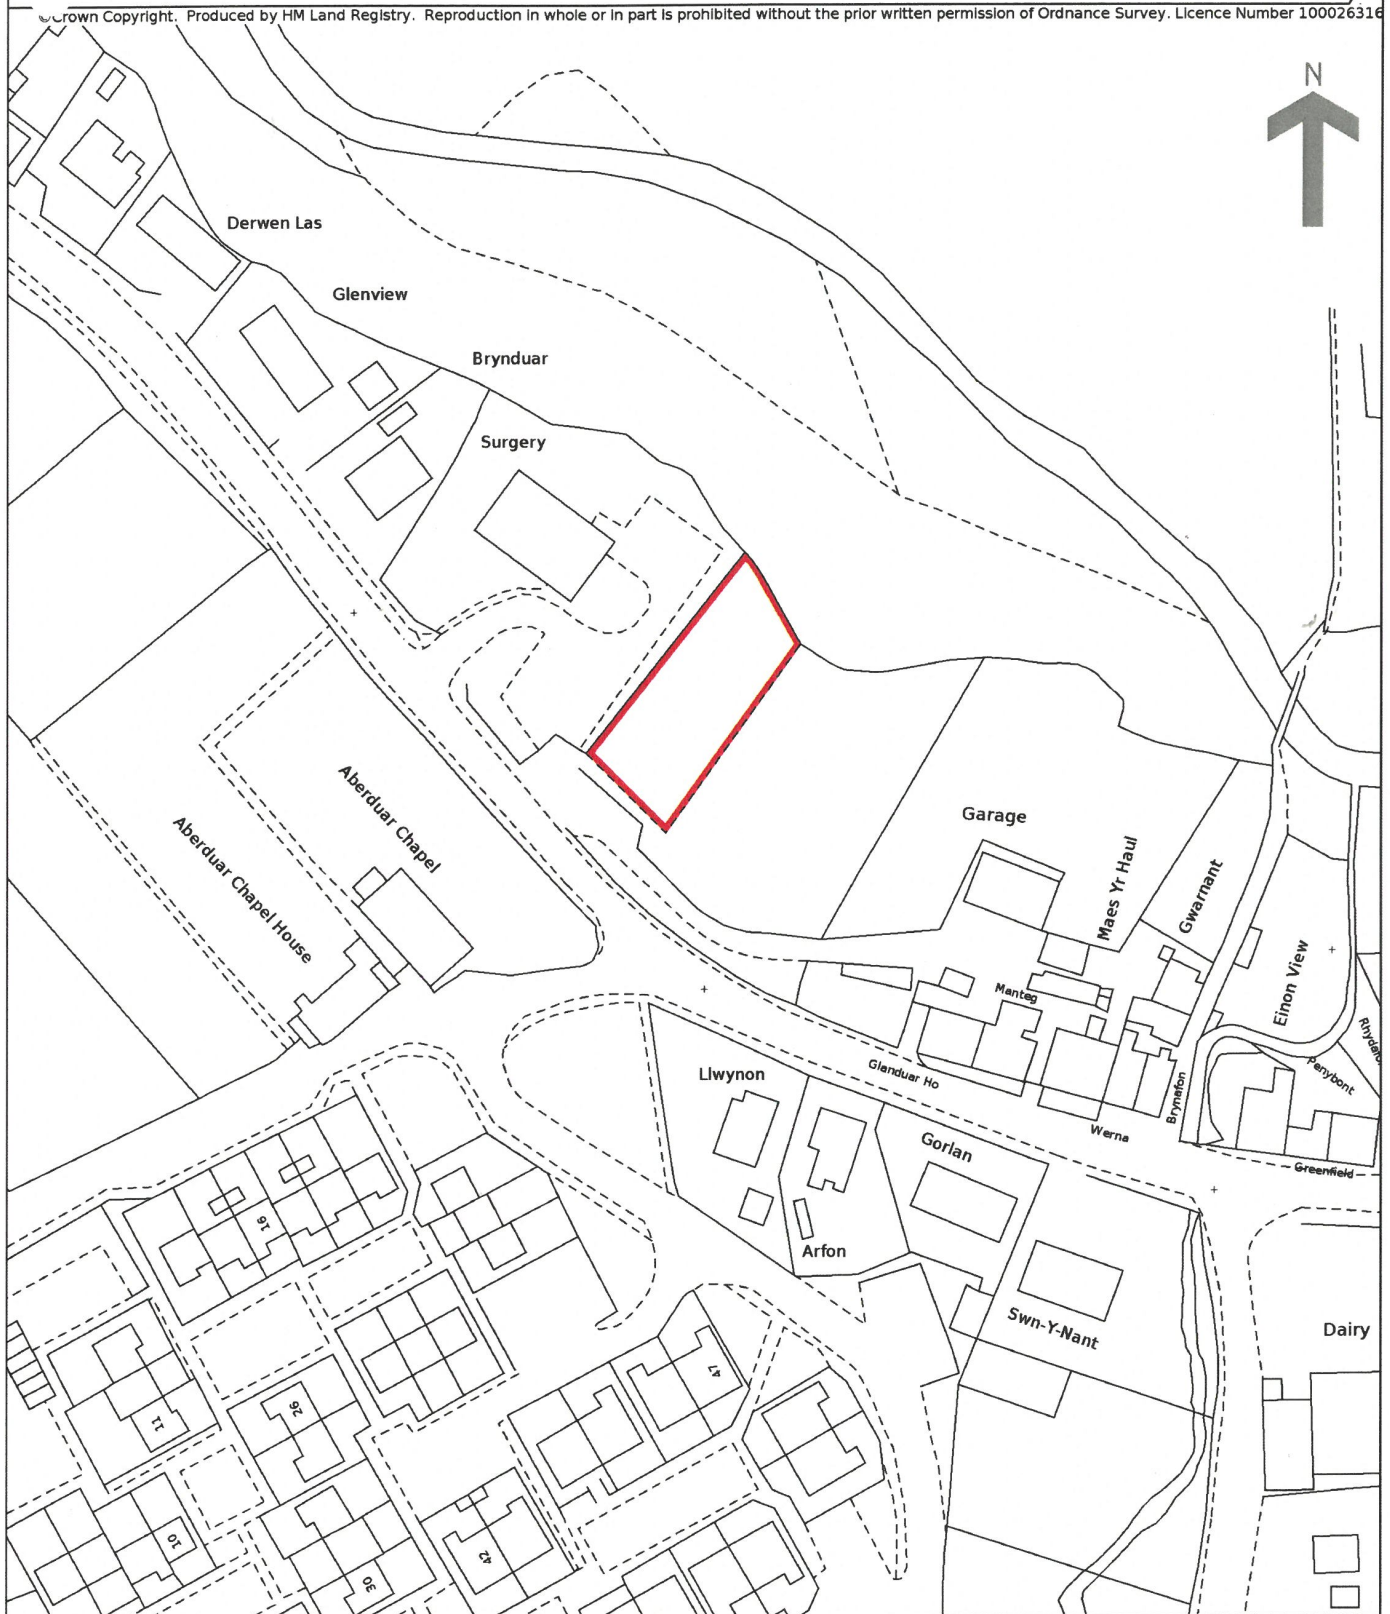 ©Crown Copyright. Produced by HM Land Registry. Reproduction in whole or in part is prohibited without the prior written permission of Ordnance Survey. Licence Number 100026316
N
Derwen Las
Glenview
Brynduar
Surgery
Aberduar Chapel
Aberduar Chapel House
Garage
Maes Yr Haul
Gwarnant
Einon View
Manteg
Glanduar Ho
Brynafon
Penybont
Werna
Greenfield
Llwynon
Gorlan
Arfon
Swn-Y-Nant
Dairy
16
47
11
26
10
30
42